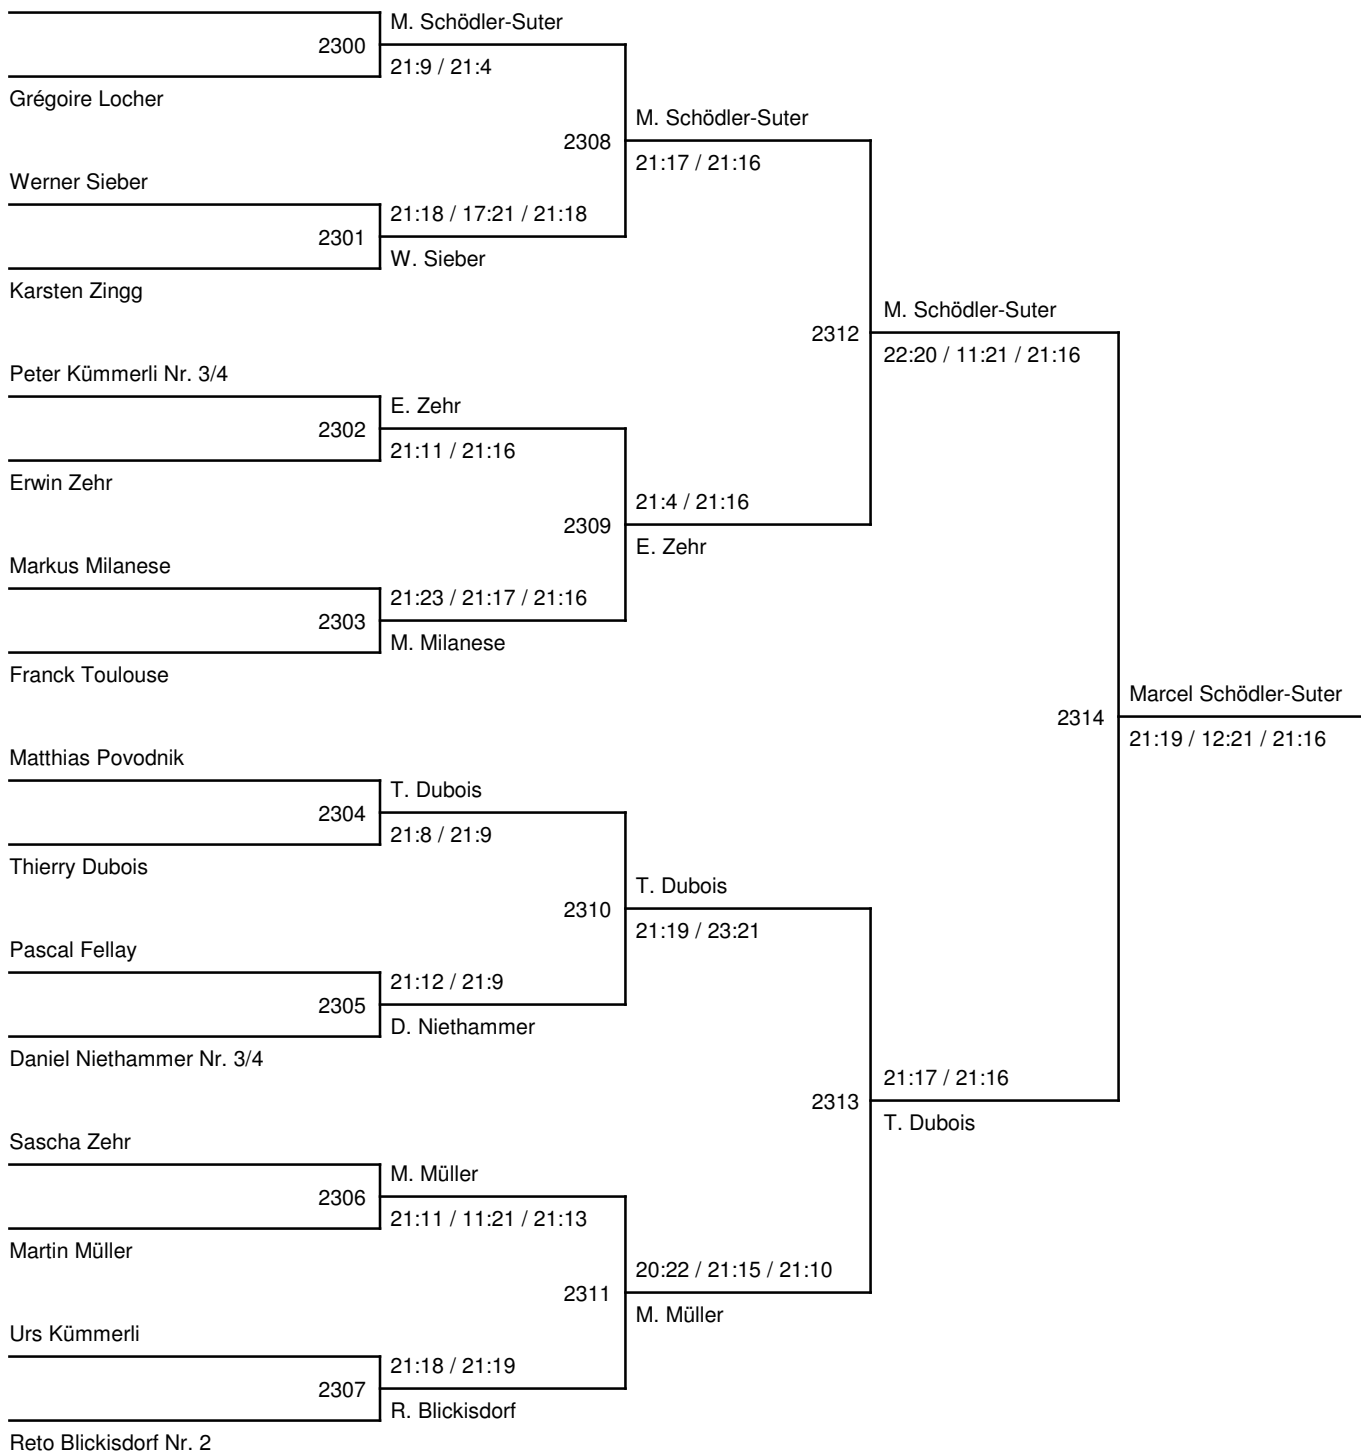 M. Schödler-Suter
2300
21:9 / 21:4
Grégoire Locher
M. Schödler-Suter
2308
21:17 / 21:16
Werner Sieber
21:18 / 17:21 / 21:18
2301
W. Sieber
Karsten Zingg
M. Schödler-Suter
2312
22:20 / 11:21 / 21:16
Peter Kümmerli Nr. 3/4
E. Zehr
2302
21:11 / 21:16
Erwin Zehr
21:4 / 21:16
2309
E. Zehr
Markus Milanese
21:23 / 21:17 / 21:16
2303
M. Milanese
Franck Toulouse
Marcel Schödler-Suter
2314
21:19 / 12:21 / 21:16
Matthias Povodnik
T. Dubois
2304
21:8 / 21:9
Thierry Dubois
T. Dubois
2310
21:19 / 23:21
Pascal Fellay
21:12 / 21:9
2305
D. Niethammer
Daniel Niethammer Nr. 3/4
21:17 / 21:16
2313
T. Dubois
Sascha Zehr
M. Müller
2306
21:11 / 11:21 / 21:13
Martin Müller
20:22 / 21:15 / 21:10
2311
M. Müller
Urs Kümmerli
21:18 / 21:19
2307
R. Blickisdorf
Reto Blickisdorf Nr. 2